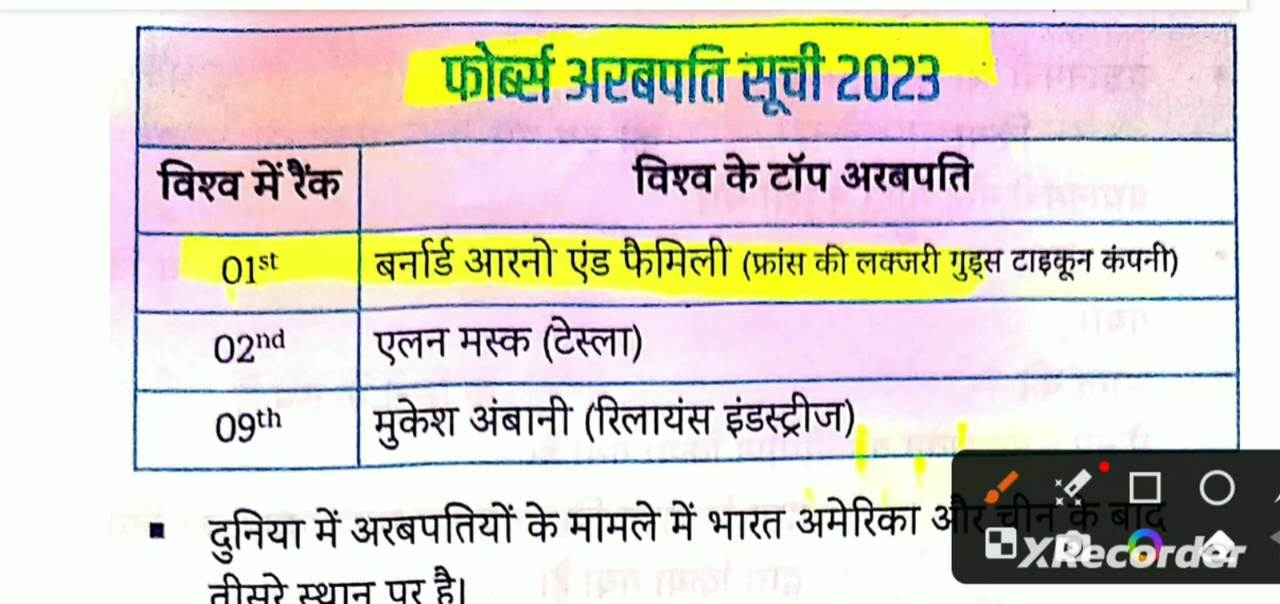 फोर्ब्स अरबपति सूची 2023
विश्व में रैंक विश्व के टॉप अरबपति
01st बर्नार्ड आरनो एंड फैमिली (फ्रांस की लक्जरी गुड्स टाइकून कंपनी)
02nd एलन मस्क (टेस्ला)
09th मुकेश अंबानी (रिलायंस इंडस्ट्रीज)
▪ दुनिया में अरबपतियों के मामले में भारत अमेरिका और चीन के बाद
तीसरे स्थान पर है।
XRecorder